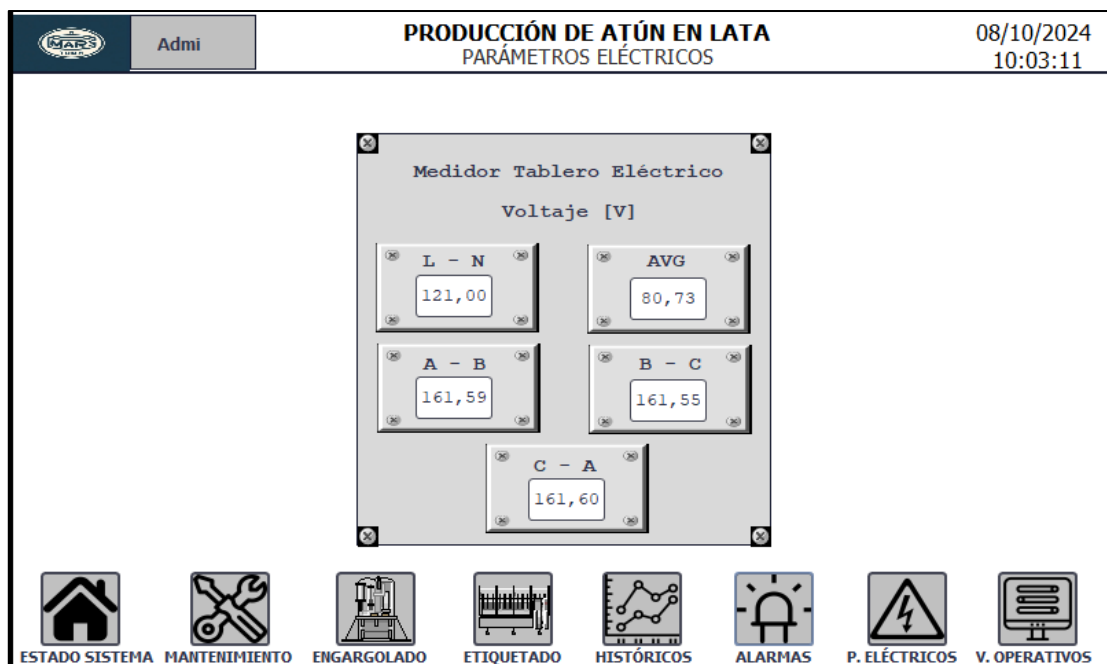 MARS
TUNA
Admi
PRODUCCIÓN DE ATÚN EN LATA
PARÁMETROS ELÉCTRICOS
08/10/2024
10:03:11
Medidor Tablero Eléctrico
Voltaje [V]
L - N
121,00
AVG
80,73
A - B
161,59
B - C
161,55
C - A
161,60
ESTADO SISTEMA
MANTENIMIENTO
ENGARGOLADO
ETIQUETADO
HISTÓRICOS
ALARMAS
P. ELÉCTRICOS
V. OPERATIVOS